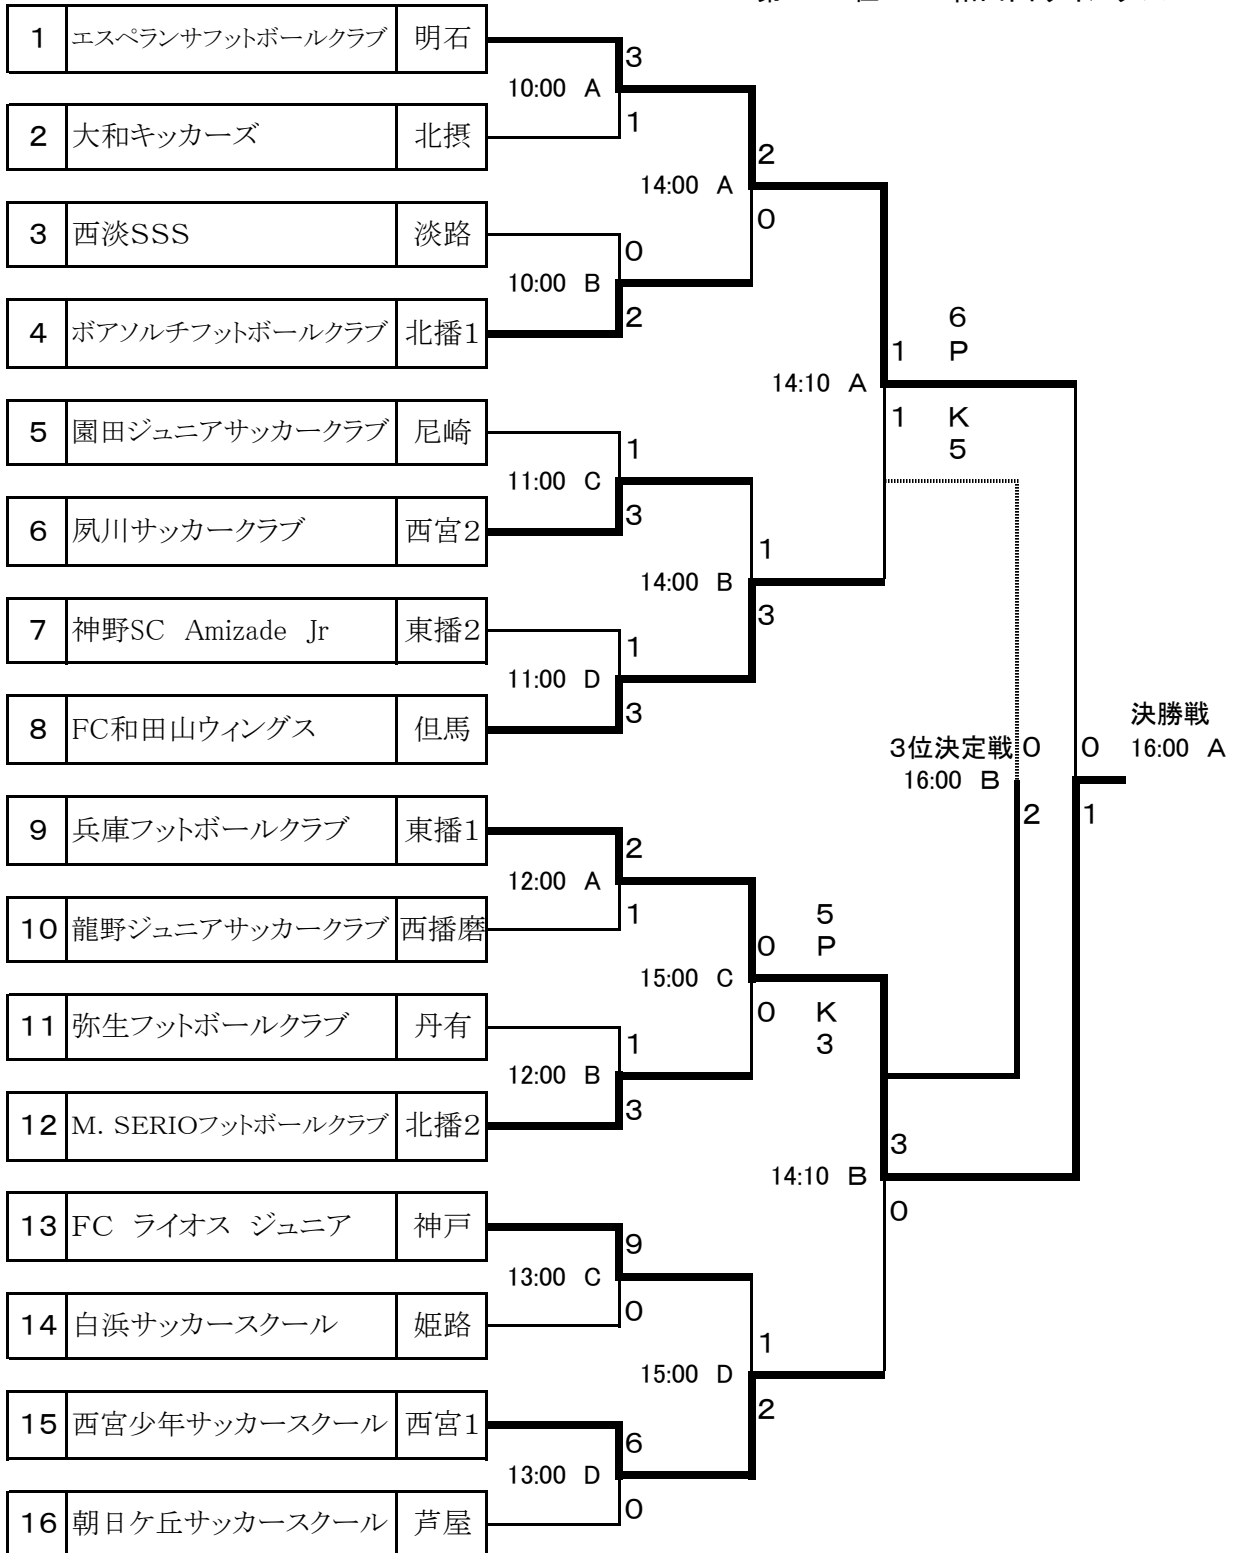 1 エスペランサフットボールクラブ 明石
3
10:00 A
1
2 大和キッカーズ 北摂
2
14:00 A
0
3 西淡SSS 淡路
0
10:00 B
2
4 ボアソルチフットボールクラブ 北播1
6
1 P
14:10 A
1 K
5
5 園田ジュニアサッカークラブ 尼崎
1
11:00 C
3
6 夙川サッカークラブ 西宮2
1
14:00 B
3
7 神野SC Amizade Jr 東播2
1
11:00 D
3
8 FC和田山ウィングス 但馬
決勝戦
3位決定戦 0 0 16:00 A
16:00 B
2 1
9 兵庫フットボールクラブ 東播1
2
12:00 A
1
10 龍野ジュニアサッカークラブ 西播磨
5
0 P
15:00 C
0 K
3
11 弥生フットボールクラブ 丹有
1
12:00 B
3
12 M. SERIOフットボールクラブ 北播2
3
14:10 B
0
13 FC ライオス ジュニア 神戸
9
13:00 C
0
14 白浜サッカースクール 姫路
1
15:00 D
2
15 西宮少年サッカースクール 西宮1
6
13:00 D
0
16 朝日ケ丘サッカースクール 芦屋